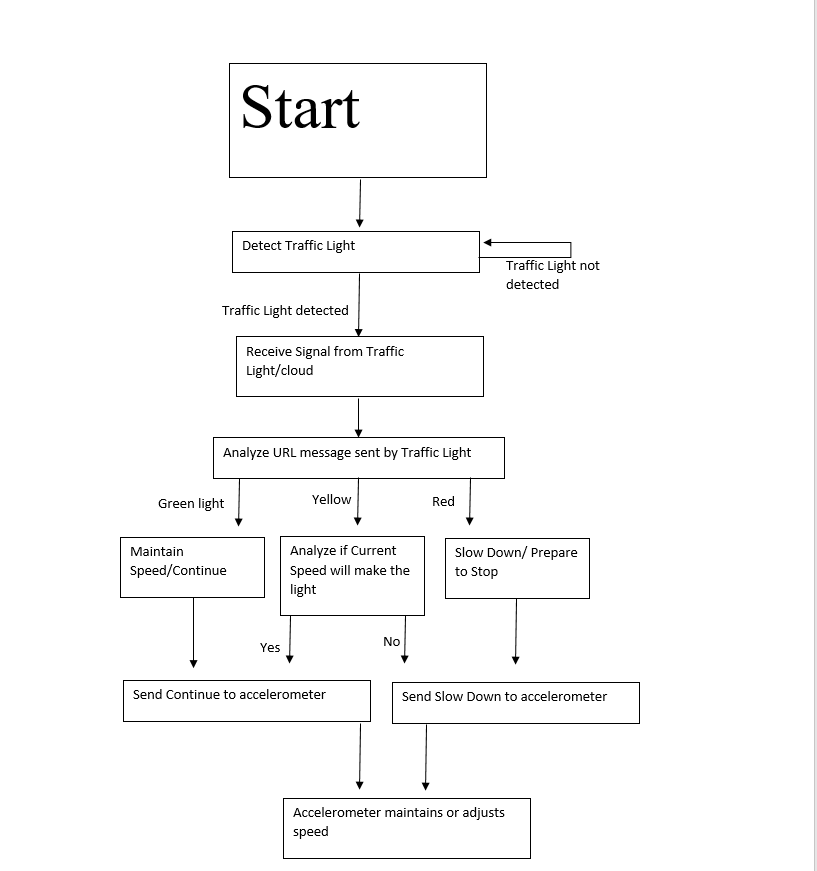 Start
Detect Traffic Light
Traffic Light not
detected
Traffic Light detected
Receive Signal from Traffic
Light/cloud
Analyze URL message sent by Traffic Light
Green light
Yellow
Red
Maintain
Speed/Continue
Analyze if Current
Speed will make the
light
Slow Down/ Prepare
to Stop
Yes
No
Send Continue to accelerometer
Send Slow Down to accelerometer
Accelerometer maintains or adjusts
speed